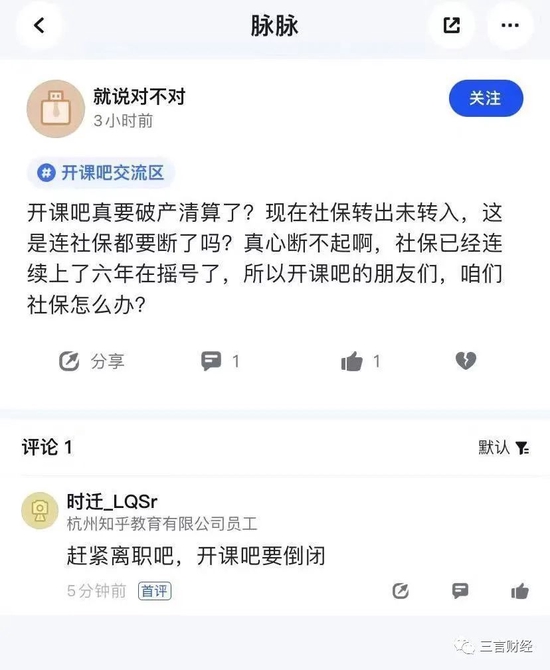 脉脉
就说对不对
3小时前
关注
# 开课吧交流区
开课吧真要破产清算了？现在社保转出未转入，这
是连社保都要断了吗？真心断不起啊，社保已经连
续上了六年在摇号了，所以开课吧的朋友们，咱们
社保怎么办？
分享 1 1
评论 1 默认
时迁_LQSr
杭州知乎教育有限公司员工
赶紧离职吧，开课吧要倒闭
5分钟前 首评
三言财经